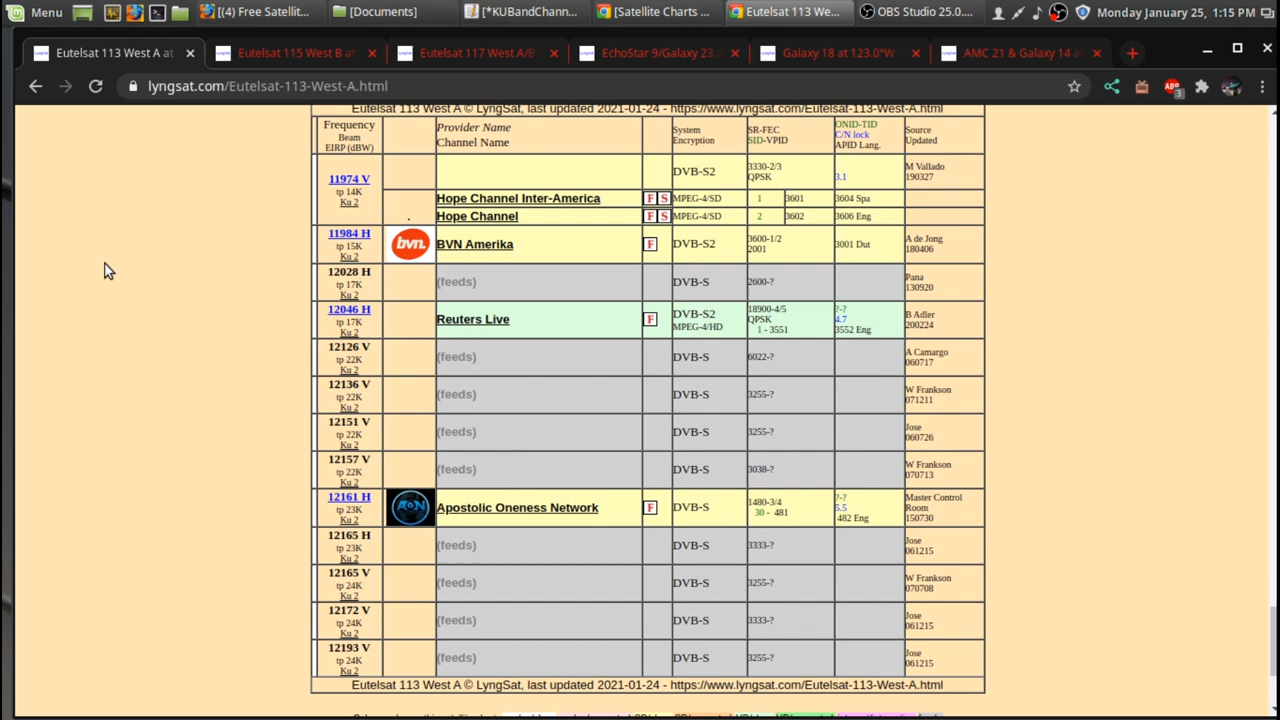 Menu
[(4) Free Satellit...
[Documents]
[*KUBandChann...
[Satellite Charts ...
Eutelsat 113 We...
OBS Studio 25.0....
Monday January 25, 1:15 PM
Eutelsat 113 West A at
Eutelsat 115 West B at
Eutelsat 117 West A/B
EchoStar 9/Galaxy 23 a
Galaxy 18 at 123.0°W
AMC 21 & Galaxy 14 at
lyngsat.com/Eutelsat-113-West-A.html
ABP
3
Eutelsat 113 West A © LyngSat, last updated 2021-01-24 - https://www.lyngsat.com/Eutelsat-113-West-A.html
Frequency
Beam
EIRP (dBW)
Provider Name
Channel Name
System
Encryption
SR-FEC
SID-VPID
ONID-TID
C/N lock
APID Lang.
Source
Updated
11974 V
tp 14K
Ku 2
DVB-S2
3330-2/3
QPSK
3.1
M Vallado
190327
Hope Channel Inter-America F S MPEG-4/SD 1 3601 3604 Spa
Hope Channel F S MPEG-4/SD 2 3602 3606 Eng
11984 H
tp 15K
Ku 2
bvn.
BVN Amerika
F
DVB-S2
3600-1/2
2001
3001 Dut
A de Jong
180406
12028 H
tp 17K
Ku 2
(feeds)
DVB-S
2600-?
Pana
130920
12046 H
tp 17K
Ku 2
Reuters Live
F
DVB-S2
MPEG-4/HD
18900-4/5
QPSK
1 - 3551
?-?
4.7
3552 Eng
B Adler
200224
12126 V
tp 22K
Ku 2
(feeds)
DVB-S
6022-?
A Camargo
060717
12136 V
tp 22K
Ku 2
(feeds)
DVB-S
3255-?
W Frankson
071211
12151 V
tp 22K
Ku 2
(feeds)
DVB-S
3255-?
Jose
060726
12157 V
tp 22K
Ku 2
(feeds)
DVB-S
3038-?
W Frankson
070713
12161 H
tp 23K
Ku 2
AON
Apostolic Oneness Network
F
DVB-S
1480-3/4
30 - 481
?-?
5.5
482 Eng
Master Control
Room
150730
12165 H
tp 23K
Ku 2
(feeds)
DVB-S
3333-?
Jose
061215
12165 V
tp 24K
Ku 2
(feeds)
DVB-S
3255-?
W Frankson
070708
12172 V
tp 24K
Ku 2
(feeds)
DVB-S
3333-?
Jose
061215
12193 V
tp 24K
Ku 2
(feeds)
DVB-S
3255-?
Jose
061215
Eutelsat 113 West A © LyngSat, last updated 2021-01-24 - https://www.lyngsat.com/Eutelsat-113-West-A.html